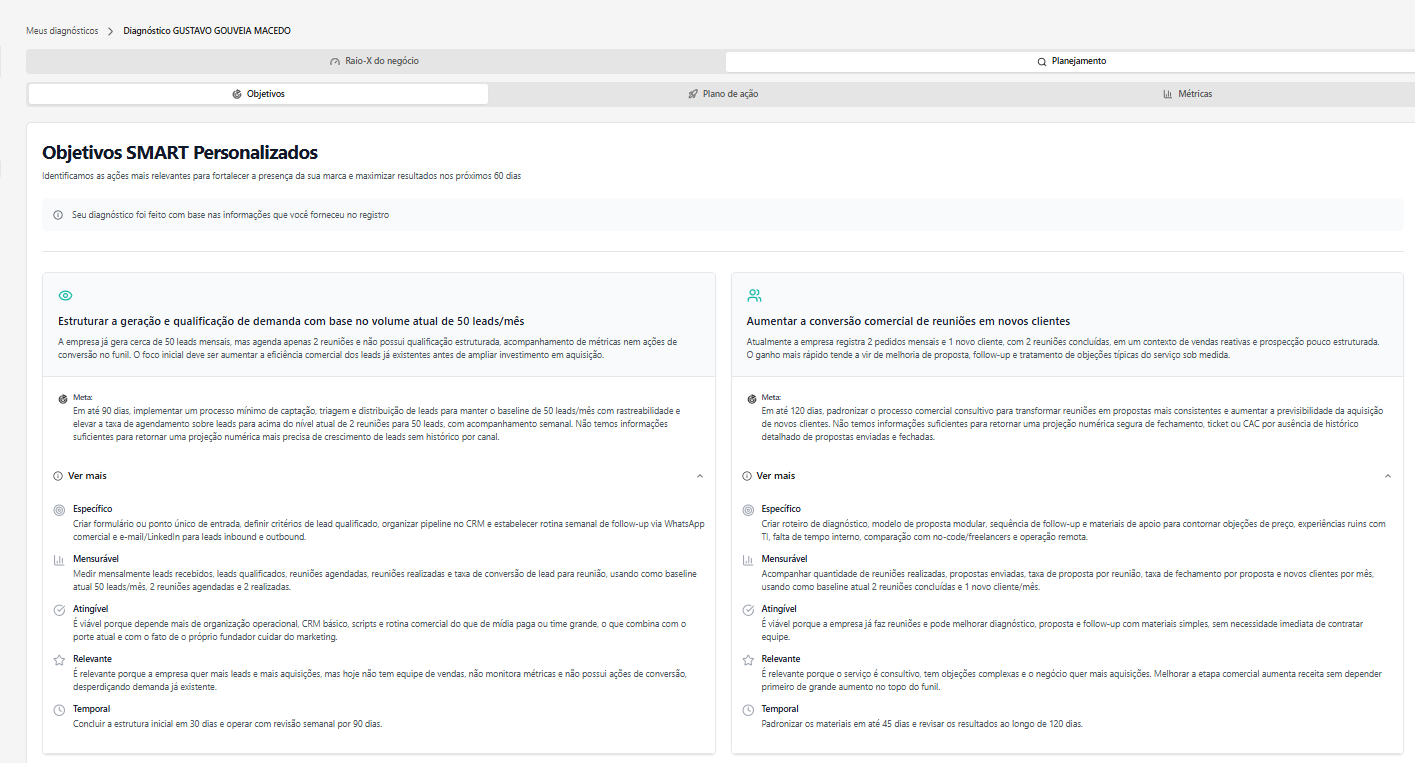 Meus diagnósticos > Diagnóstico GUSTAVO GOUVEIA MACEDO
Raio-X do negócio
Planejamento
Objetivos
Plano de ação
Métricas
Objetivos SMART Personalizados
Identificamos as ações mais relevantes para fortalecer a presença da sua marca e maximizar resultados nos próximos 60 dias
Seu diagnóstico foi feito com base nas informações que você forneceu no registro
Estruturar a geração e qualificação de demanda com base no volume atual de 50 leads/mês
A empresa já gera cerca de 50 leads mensais, mas agenda apenas 2 reuniões e não possui qualificação estruturada, acompanhamento de métricas nem ações de
conversão no funil. O foco inicial deve ser aumentar a eficiência comercial dos leads já existentes antes de ampliar investimento em aquisição.
Meta:
Em até 90 dias, implementar um processo mínimo de captação, triagem e distribuição de leads para manter o baseline de 50 leads/mês com rastreabilidade e
elevar a taxa de agendamento sobre leads para acima do nível atual de 2 reuniões para 50 leads, com acompanhamento semanal. Não temos informações
suficientes para retornar uma projeção numérica mais precisa de crescimento de leads sem histórico por canal.
Ver mais
Específico
Criar formulário ou ponto único de entrada, definir critérios de lead qualificado, organizar pipeline no CRM e estabelecer rotina semanal de follow-up via WhatsApp
comercial e e-mail/LinkedIn para leads inbound e outbound.
Mensurável
Medir mensalmente leads recebidos, leads qualificados, reuniões agendadas, reuniões realizadas e taxa de conversão de lead para reunião, usando como baseline
atual 50 leads/mês, 2 reuniões agendadas e 2 realizadas.
Atingível
É viável porque depende mais de organização operacional, CRM básico, scripts e rotina comercial do que de mídia paga ou time grande, o que combina com o
porte atual e com o fato de o próprio fundador cuidar do marketing.
Relevante
É relevante porque a empresa quer mais leads e mais aquisições, mas hoje não tem equipe de vendas, não monitora métricas e não possui ações de conversão,
desperdiçando demanda já existente.
Temporal
Concluir a estrutura inicial em 30 dias e operar com revisão semanal por 90 dias.
Aumentar a conversão comercial de reuniões em novos clientes
Atualmente a empresa registra 2 pedidos mensais e 1 novo cliente, com 2 reuniões concluídas, em um contexto de vendas reativas e prospecção pouco estruturada.
O ganho mais rápido tende a vir de melhoria de proposta, follow-up e tratamento de objeções típicas do serviço sob medida.
Meta:
Em até 120 dias, padronizar o processo comercial consultivo para transformar reuniões em propostas mais consistentes e aumentar a previsibilidade da aquisição
de novos clientes. Não temos informações suficientes para retornar uma projeção numérica segura de fechamento, ticket ou CAC por ausência de histórico
detalhado de propostas enviadas e fechadas.
Ver mais
Específico
Criar roteiro de diagnóstico, modelo de proposta modular, sequência de follow-up e materiais de apoio para contornar objeções de preço, experiências ruins com
TI, falta de tempo interno, comparação com no-code/freelancers e operação remota.
Mensurável
Acompanhar quantidade de reuniões realizadas, propostas enviadas, taxa de proposta por reunião, taxa de fechamento por proposta e novos clientes por mês,
usando como baseline atual 2 reuniões concluídas e 1 novo cliente/mês.
Atingível
É viável porque a empresa já faz reuniões e pode melhorar diagnóstico, proposta e follow-up com materiais simples, sem necessidade imediata de contratar
equipe.
Relevante
É relevante porque o serviço é consultivo, tem objeções complexas e o negócio quer mais aquisições. Melhorar a etapa comercial aumenta receita sem depender
primeiro de grande aumento no topo do funil.
Temporal
Padronizar os materiais em até 45 dias e revisar os resultados ao longo de 120 dias.